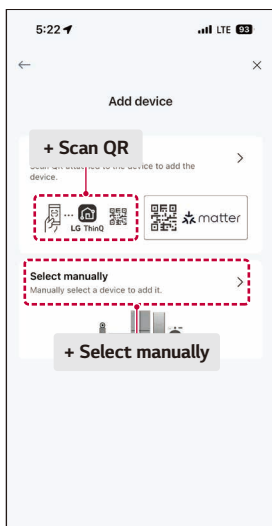 5:22
LTE 93
Add device
+ Scan QR
Scan QR attached to the device to add the
device.
LG ThinQ
matter
Select manually
Manually select a device to add it.
+ Select manually